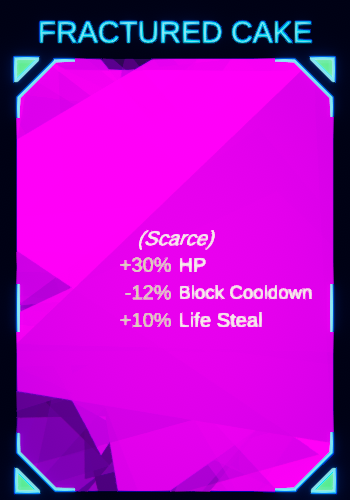 FRACTURED CAKE
(Scarce)
+30% HP
-12% Block Cooldown
+10% Life Steal